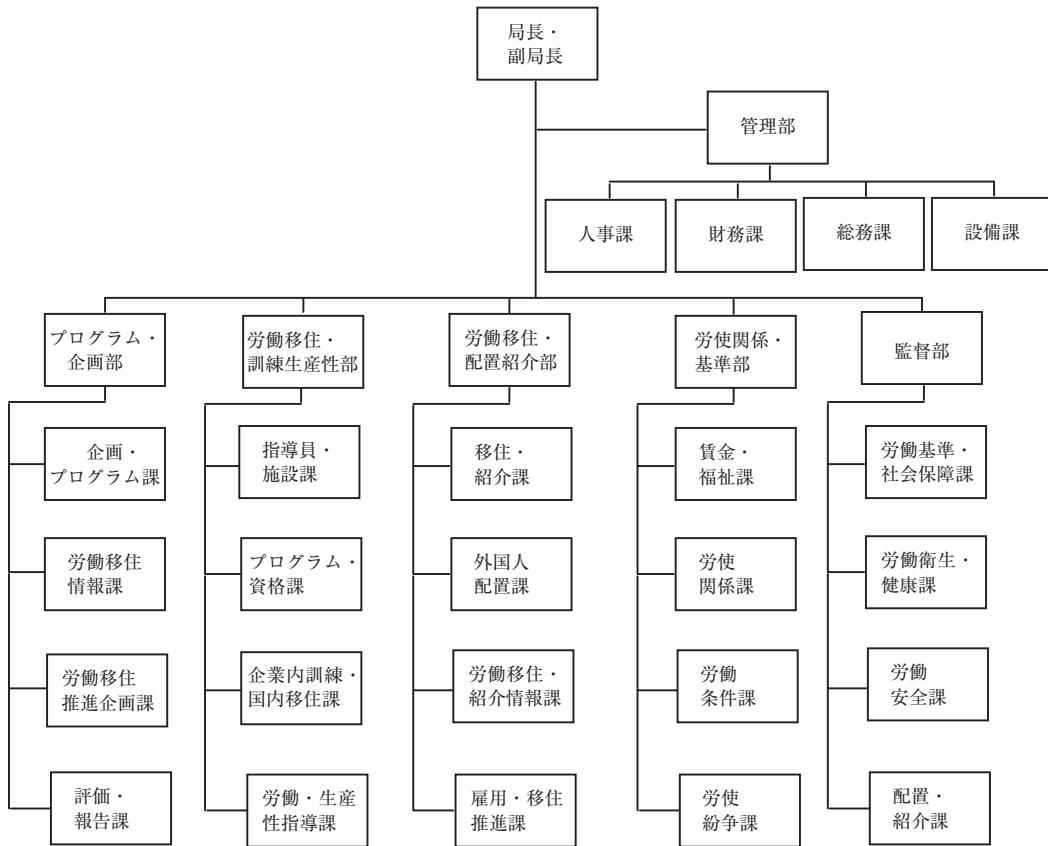 局長・
副局長
管理部
人事課
財務課
総務課
設備課
プログラム・
企画部
労働移住・
訓練生産性部
労働移住・
配置紹介部
労使関係・
基準部
監督部
企画・
プログラム課
指導員・
施設課
移住・
紹介課
賃金・
福祉課
労働基準・
社会保障課
労働移住
情報課
プログラム・
資格課
外国人
配置課
労使
関係課
労働衛生・
健康課
労働移住
推進企画課
企業内訓練・
国内移住課
労働移住・
紹介情報課
労働
条件課
労働
安全課
評価・
報告課
労働・生産
性指導課
雇用・移住
推進課
労使
紛争課
配置・
紹介課